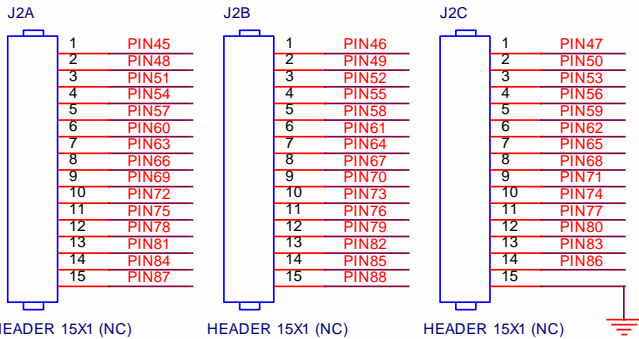 J2A J2B J2C
1 PIN45 1 PIN46 1 PIN47
2 PIN48 2 PIN49 2 PIN50
3 PIN51 3 PIN52 3 PIN53
4 PIN54 4 PIN55 4 PIN56
5 PIN57 5 PIN58 5 PIN59
6 PIN60 6 PIN61 6 PIN62
7 PIN63 7 PIN64 7 PIN65
8 PIN66 8 PIN67 8 PIN68
9 PIN69 9 PIN70 9 PIN71
10 PIN72 10 PIN73 10 PIN74
11 PIN75 11 PIN76 11 PIN77
12 PIN78 12 PIN79 12 PIN80
13 PIN81 13 PIN82 13 PIN83
14 PIN84 14 PIN85 14 PIN86
15 PIN87 15 PIN88 15
HEADER 15X1 (NC) HEADER 15X1 (NC) HEADER 15X1 (NC)